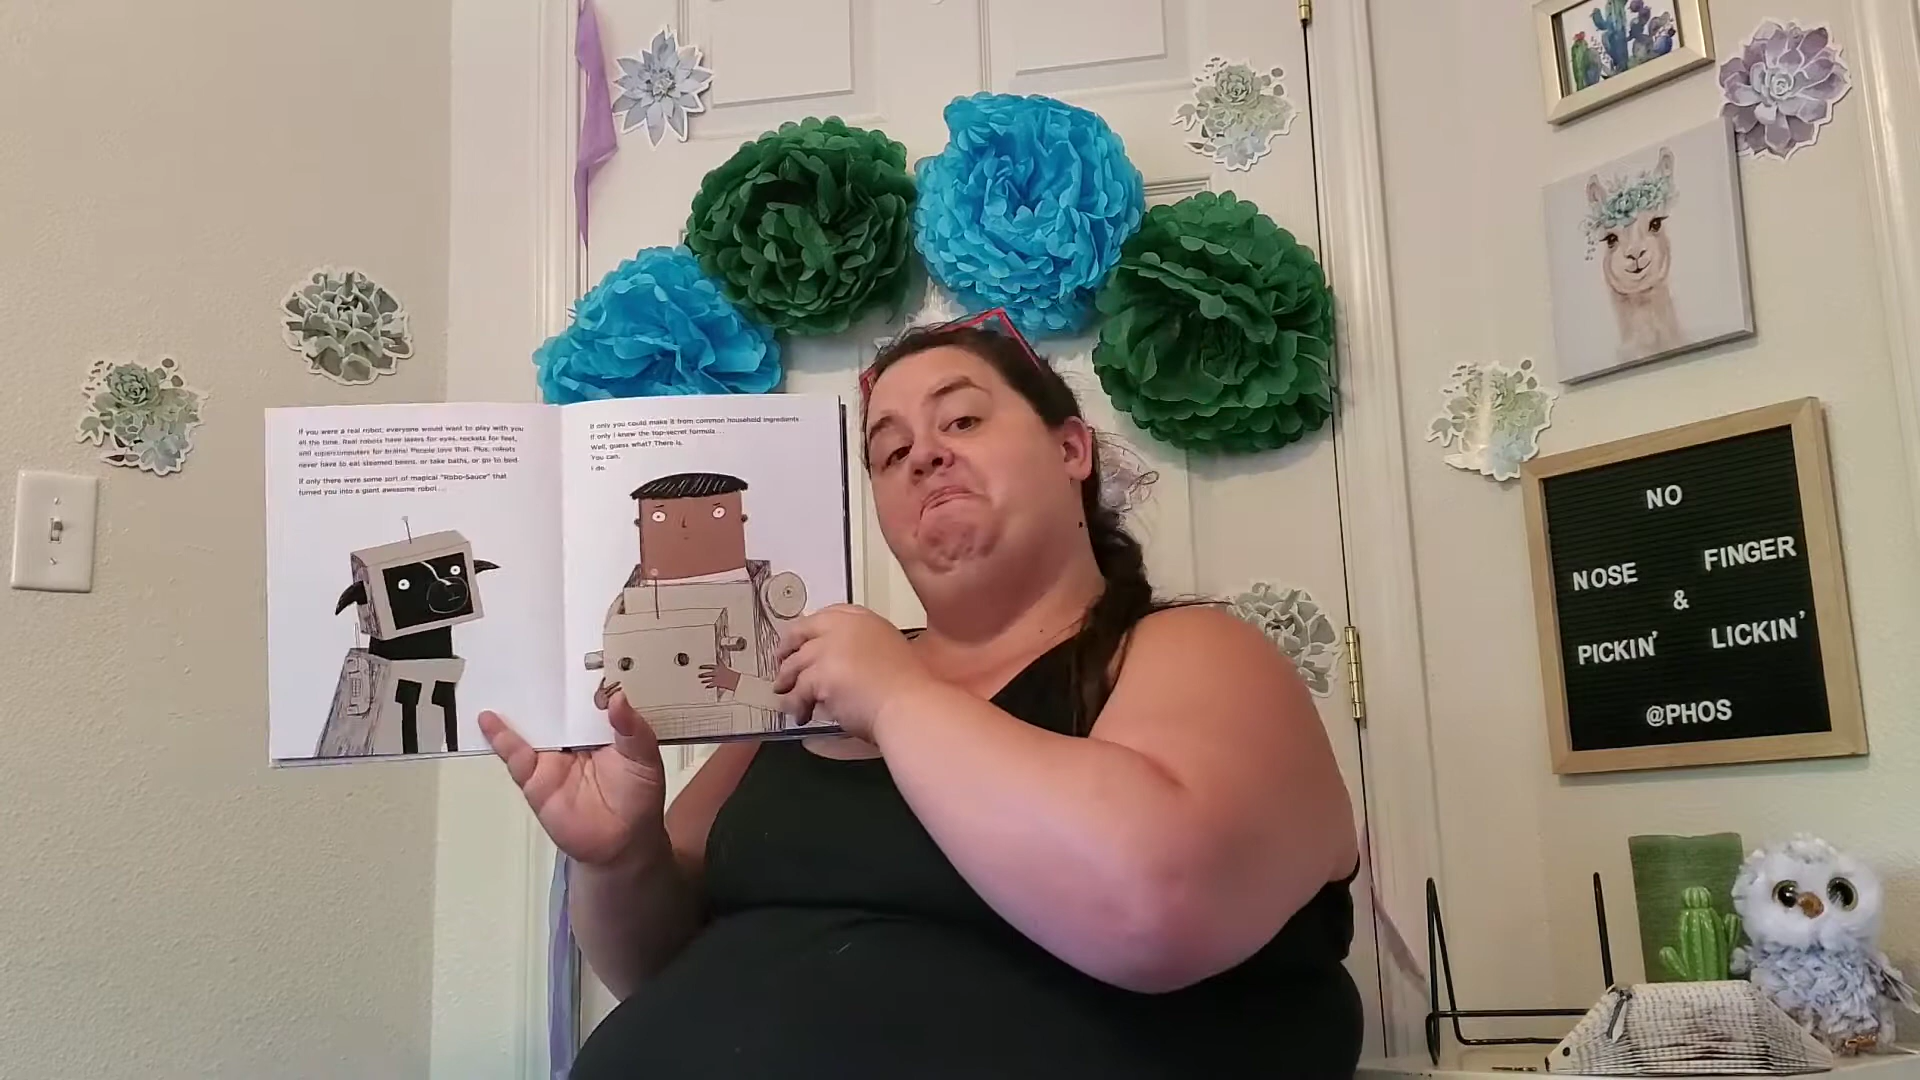 If you were a real robot, everyone would want to play with you
all the time. Real robots have lasers for eyes, rockets for feet,
and supercomputers for brains! People love that. Plus, robots
never have to eat steamed beans, or take baths, or go to bed.
If only there were some sort of magical "Robo-Sauce" that
turned you into a giant awesome robot...
If only you could make it from common household ingredients...
If only I knew the top-secret formula...
Well, guess what? There is.
You can.
I do.
NO
NOSE FINGER
&
PICKIN' LICKIN'
@PHOS